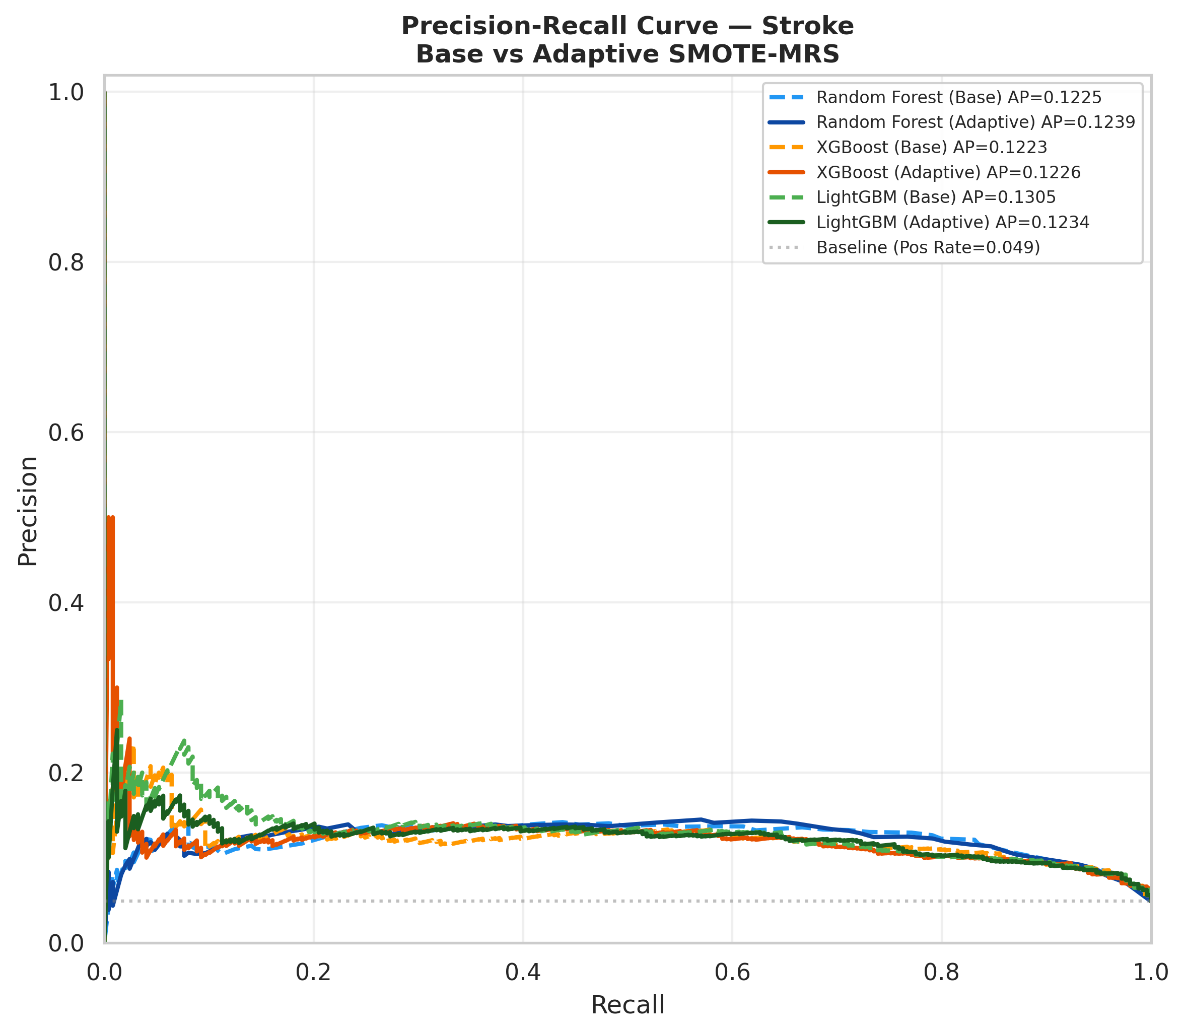 Precision-Recall Curve — Stroke
Base vs Adaptive SMOTE-MRS
Random Forest (Base) AP=0.1225
Random Forest (Adaptive) AP=0.1239
XGBoost (Base) AP=0.1223
XGBoost (Adaptive) AP=0.1226
LightGBM (Base) AP=0.1305
LightGBM (Adaptive) AP=0.1234
Baseline (Pos Rate=0.049)
Precision
1.0
0.8
0.6
0.4
0.2
0.0
0.0 0.2 0.4 0.6 0.8 1.0
Recall